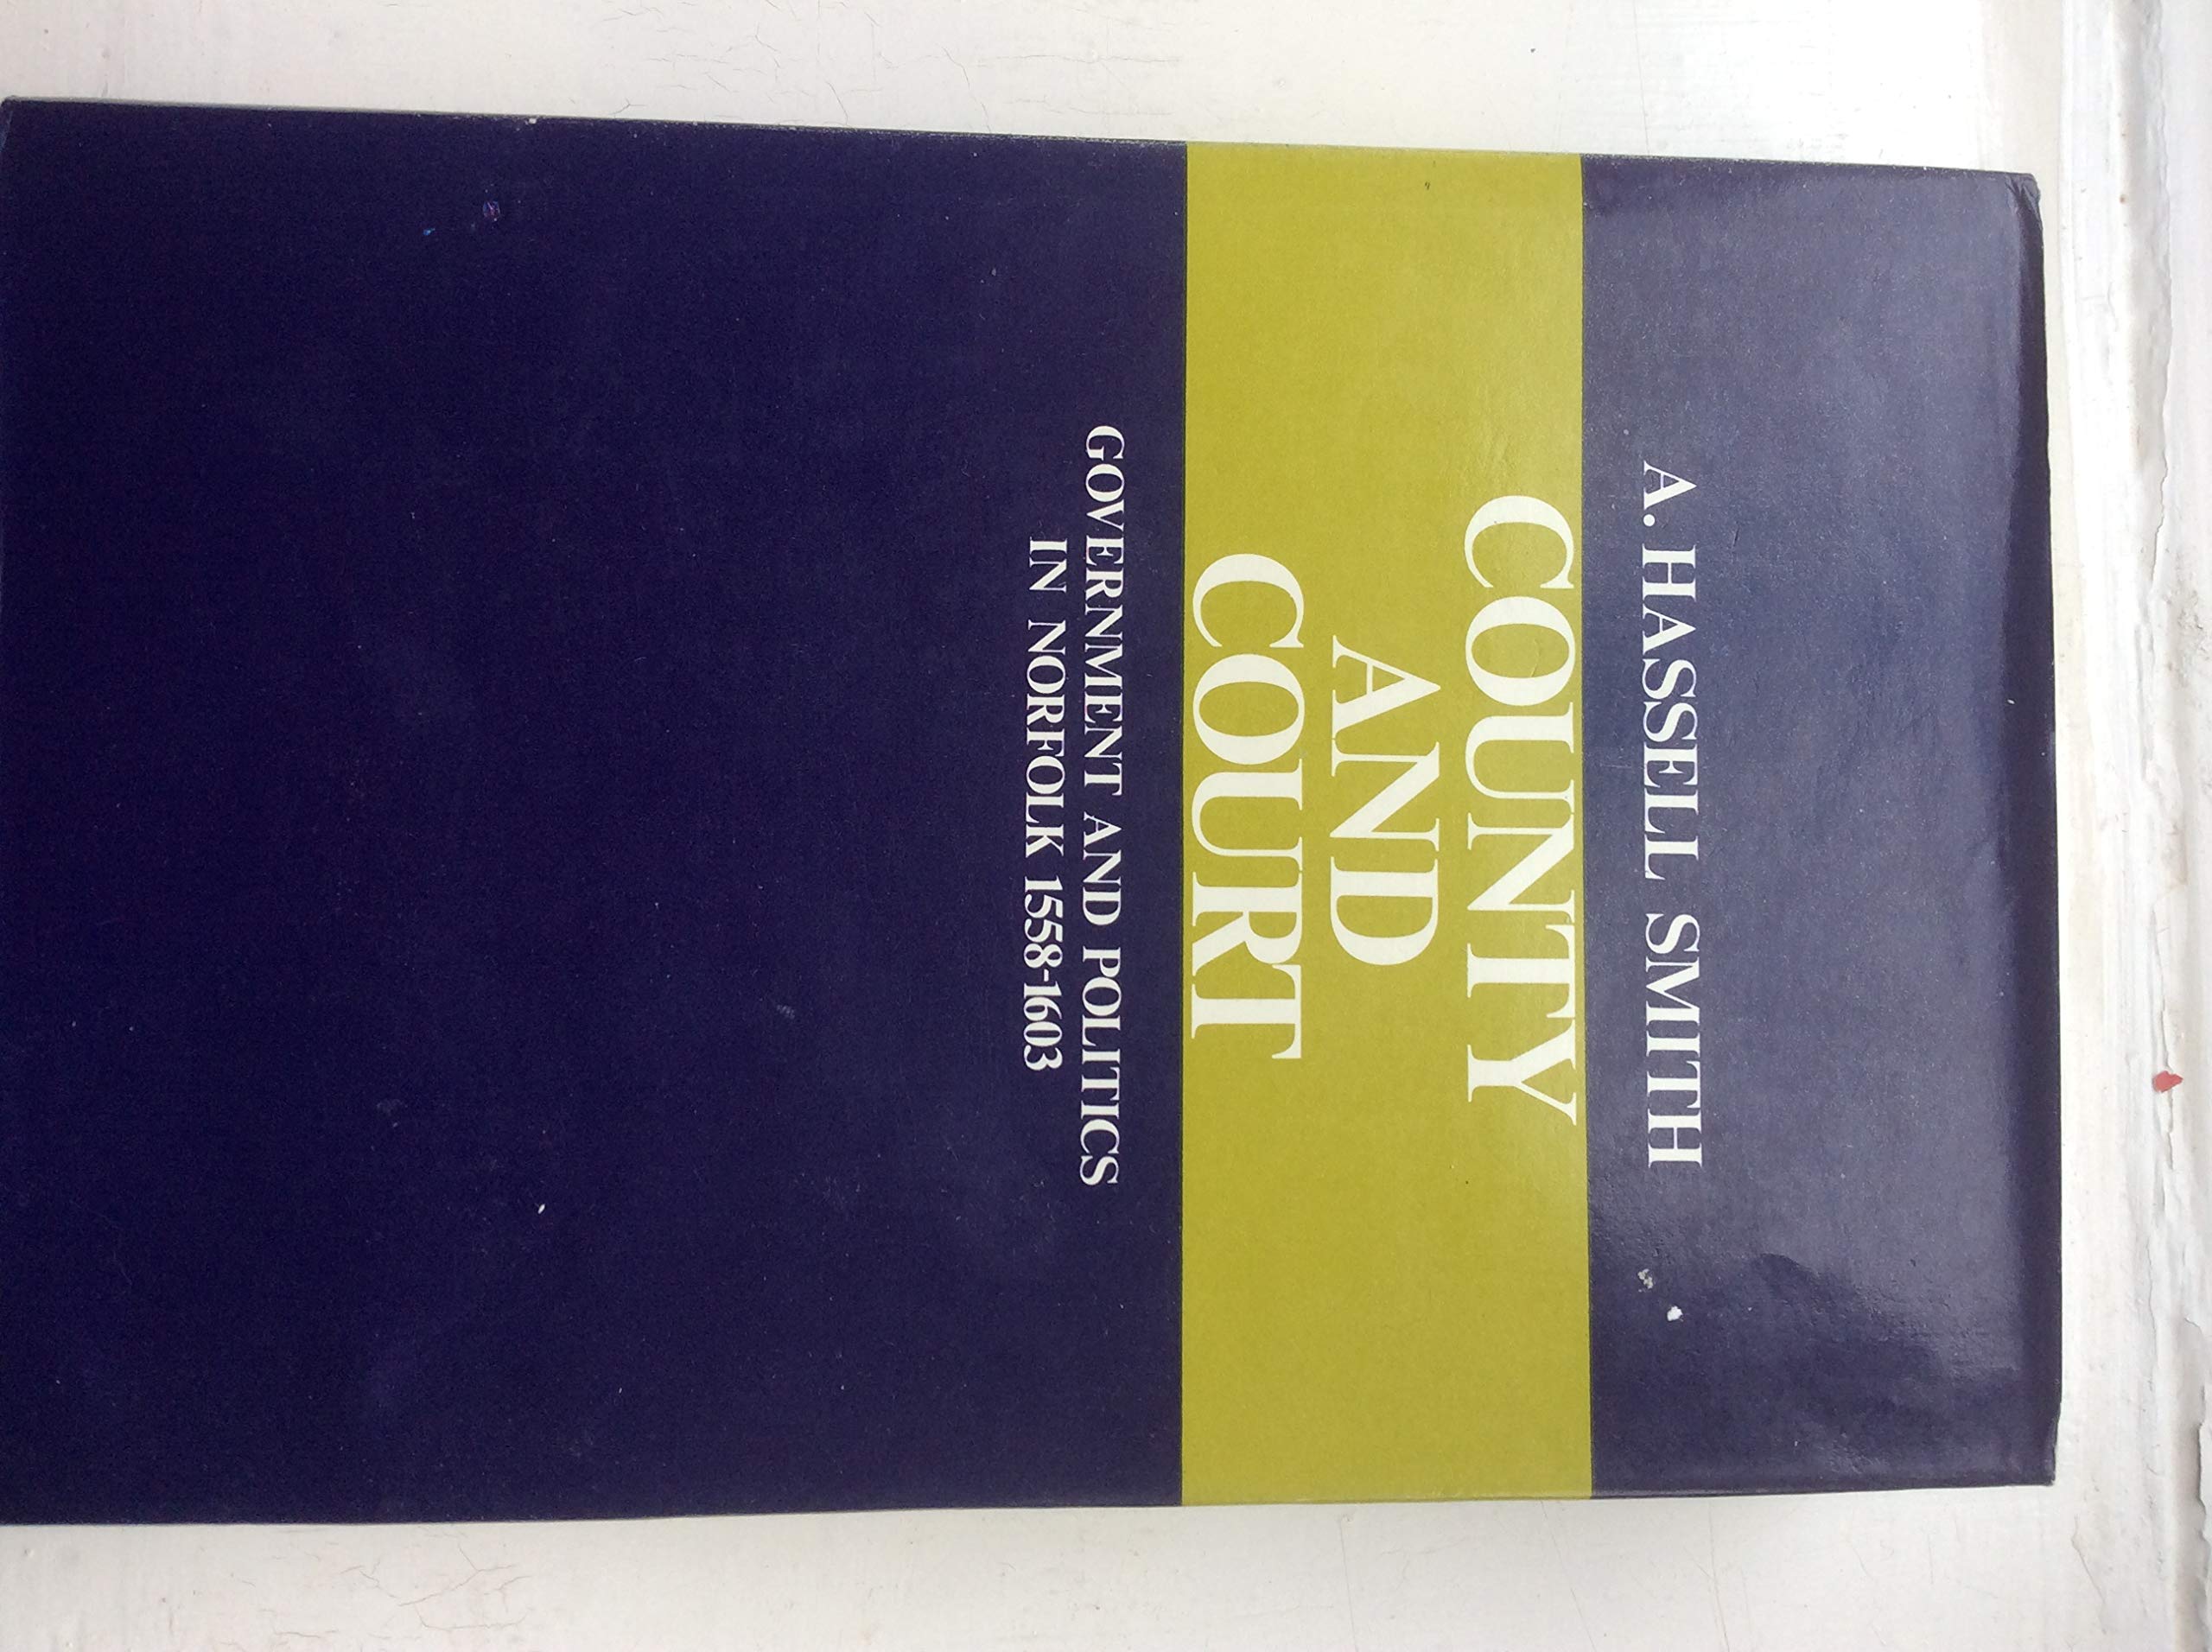 A. HASSELL SMITH
COUNTY
AND
COURT
GOVERNMENT AND POLITICS
IN NORFOLK 1558-1603